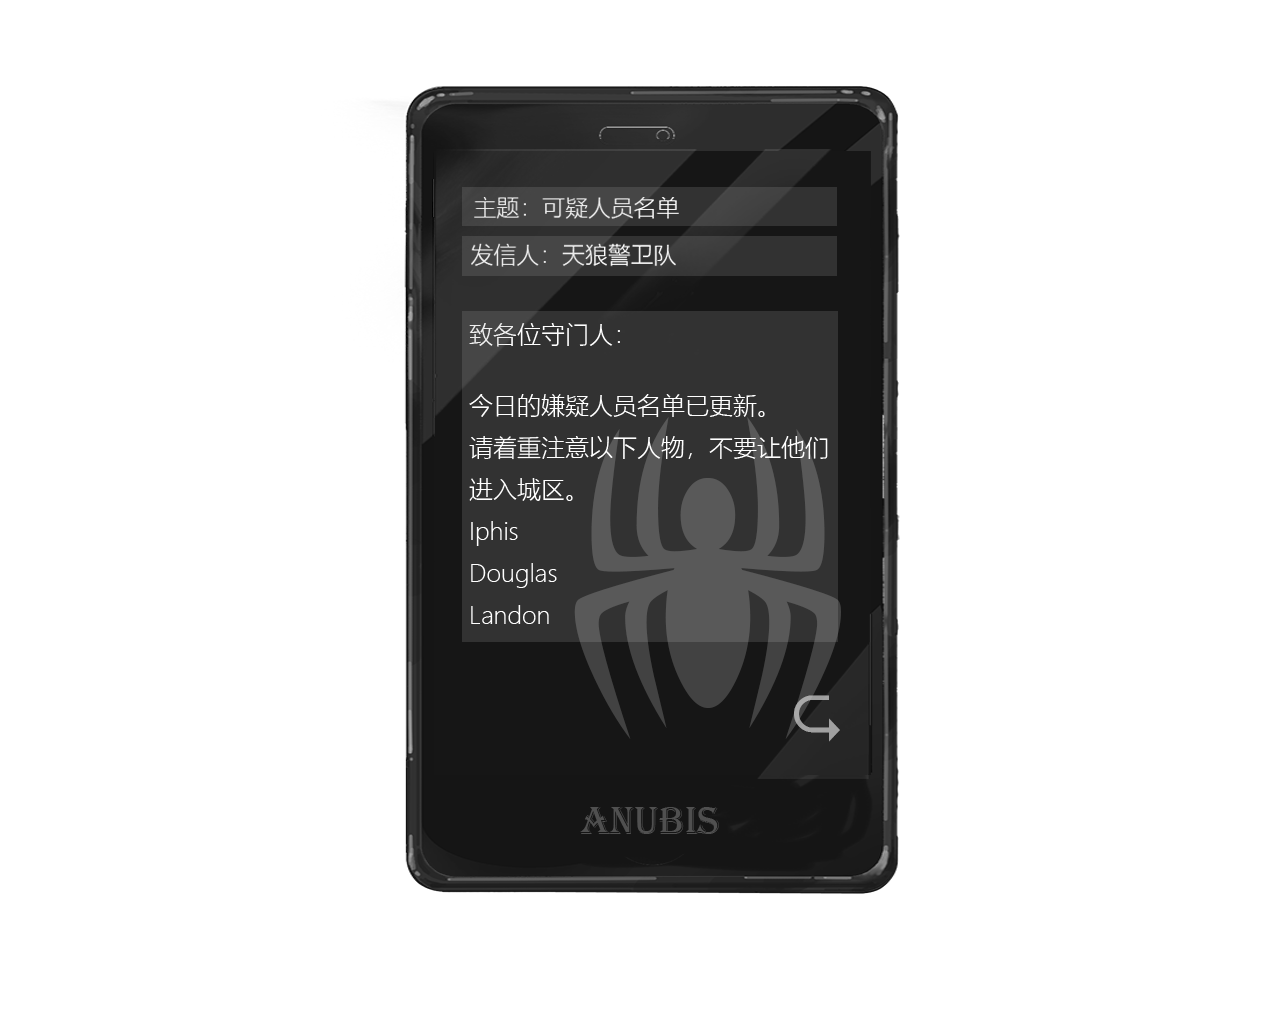 主题：可疑人员名单
发信人：天狼警卫队
致各位守门人：
今日的嫌疑人员名单已更新。
请着重注意以下人物，不要让他们
进入城区。
Iphis
Douglas
Landon
ANUBIS